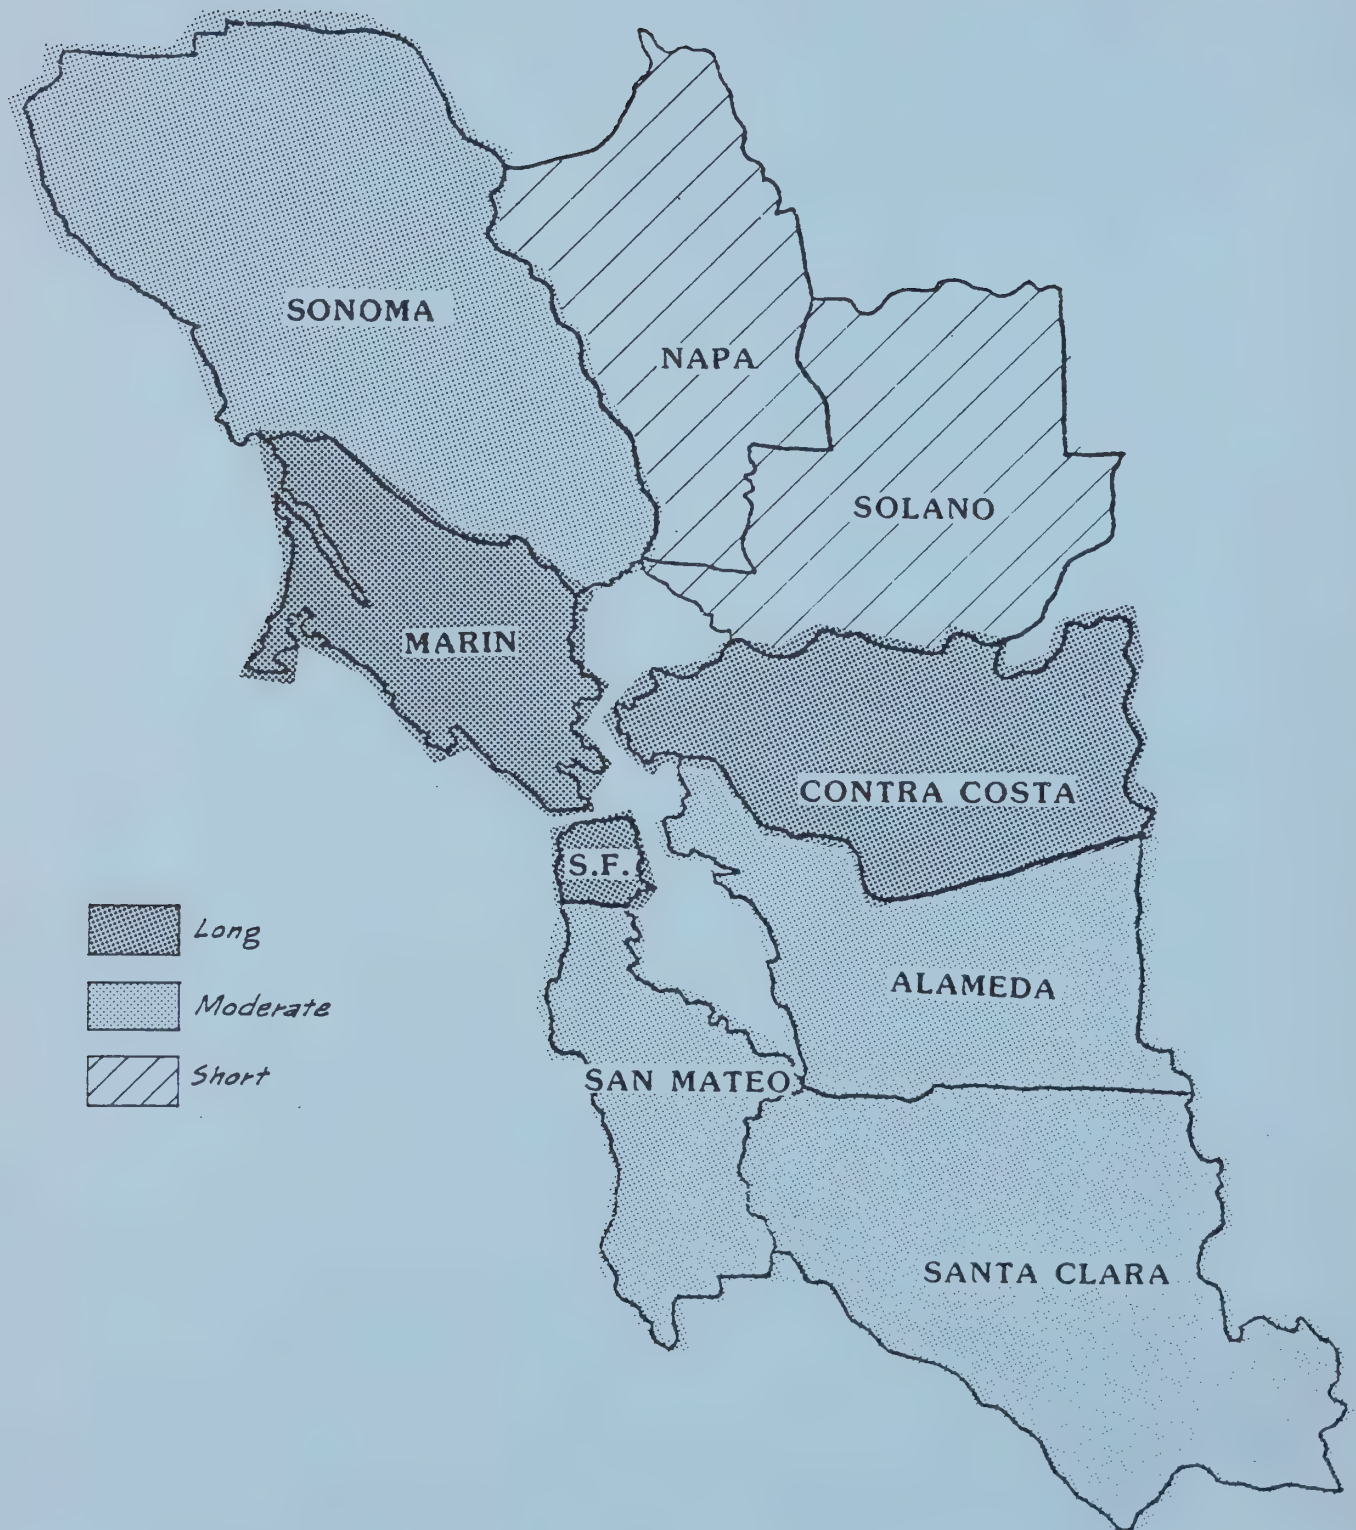 SONOMA
NAPA
SOLANO
MARIN
CONTRA COSTA
S.F.
Long
ALAMEDA
Moderate
Short
SAN MATEO
SANTA CLARA